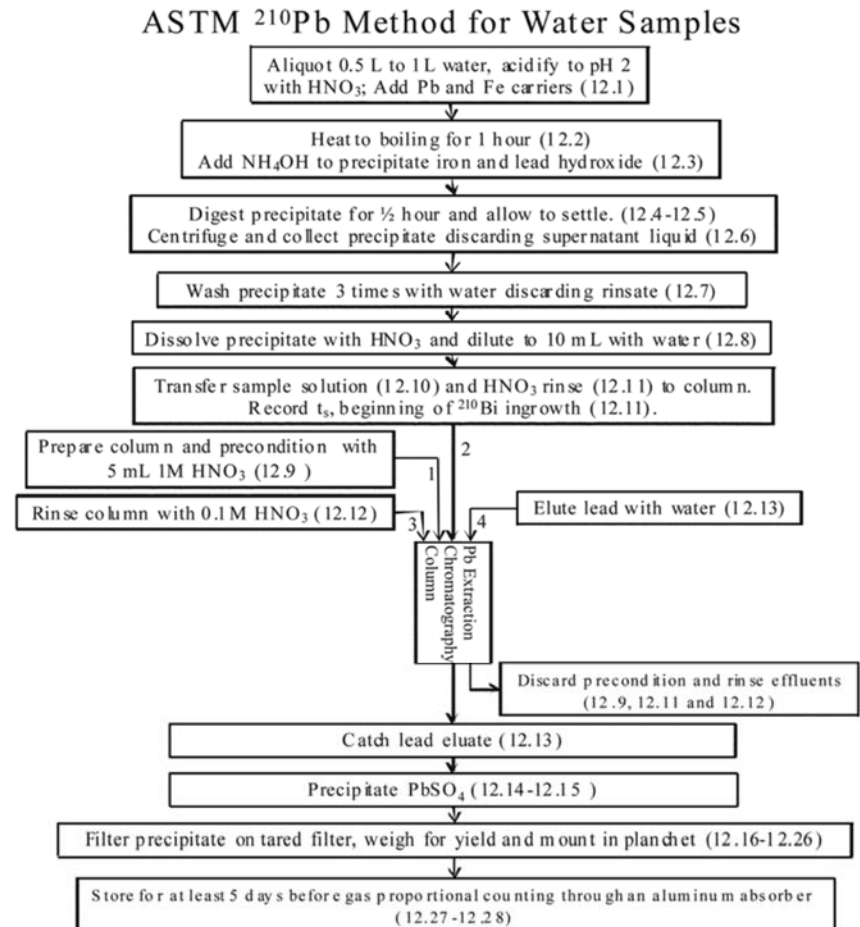 ASTM ²¹⁰Pb Method for Water Samples
Aliquot 0.5 L to 1L water, acidify to pH 2
with HNO₃; Add Pb and Fe carriers (12.1)
Heat to boiling for 1 hour (12.2)
Add NH₄OH to precipitate iron and lead hydroxide (12.3)
Digest precipitate for ½ hour and allow to settle. (12.4-12.5)
Centrifuge and collect precipitate discarding supernatant liquid (12.6)
Wash precipitate 3 times with water discarding rinsate (12.7)
Dissolve precipitate with HNO₃ and dilute to 10 mL with water (12.8)
Transfer sample solution (12.10) and HNO₃ rinse (12.11) to column.
Record tₛ, beginning of ²¹⁰Bi ingrowth (12.11).
Prepare column and precondition with
5 mL 1M HNO₃ (12.9 )
1
2
Rinse column with 0.1M HNO₃ (12.12)
3
4
Elute lead with water (12.13)
Pb Extraction
Chromatography
Column
Discard precondition and rinse effluents
(12.9, 12.11 and 12.12)
Catch lead eluate (12.13)
Precipitate PbSO₄ (12.14-12.15 )
Filter precipitate on tared filter, weigh for yield and mount in planchet (12.16-12.26)
Store for at least 5 days before gas proportional counting through an aluminum absorber
(12.27-12.28)